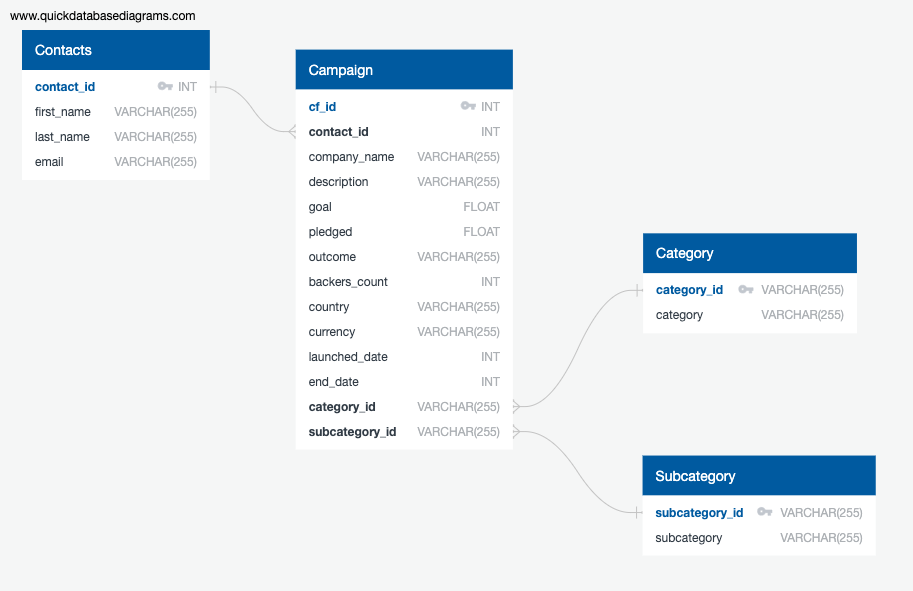 www.quickdatabasediagrams.com
Contacts
contact_id INT
first_name VARCHAR(255)
last_name VARCHAR(255)
email VARCHAR(255)
Campaign
cf_id INT
contact_id INT
company_name VARCHAR(255)
description VARCHAR(255)
goal FLOAT
pledged FLOAT
outcome VARCHAR(255)
backers_count INT
country VARCHAR(255)
currency VARCHAR(255)
launched_date INT
end_date INT
category_id VARCHAR(255)
subcategory_id VARCHAR(255)
Category
category_id VARCHAR(255)
category VARCHAR(255)
Subcategory
subcategory_id VARCHAR(255)
subcategory VARCHAR(255)